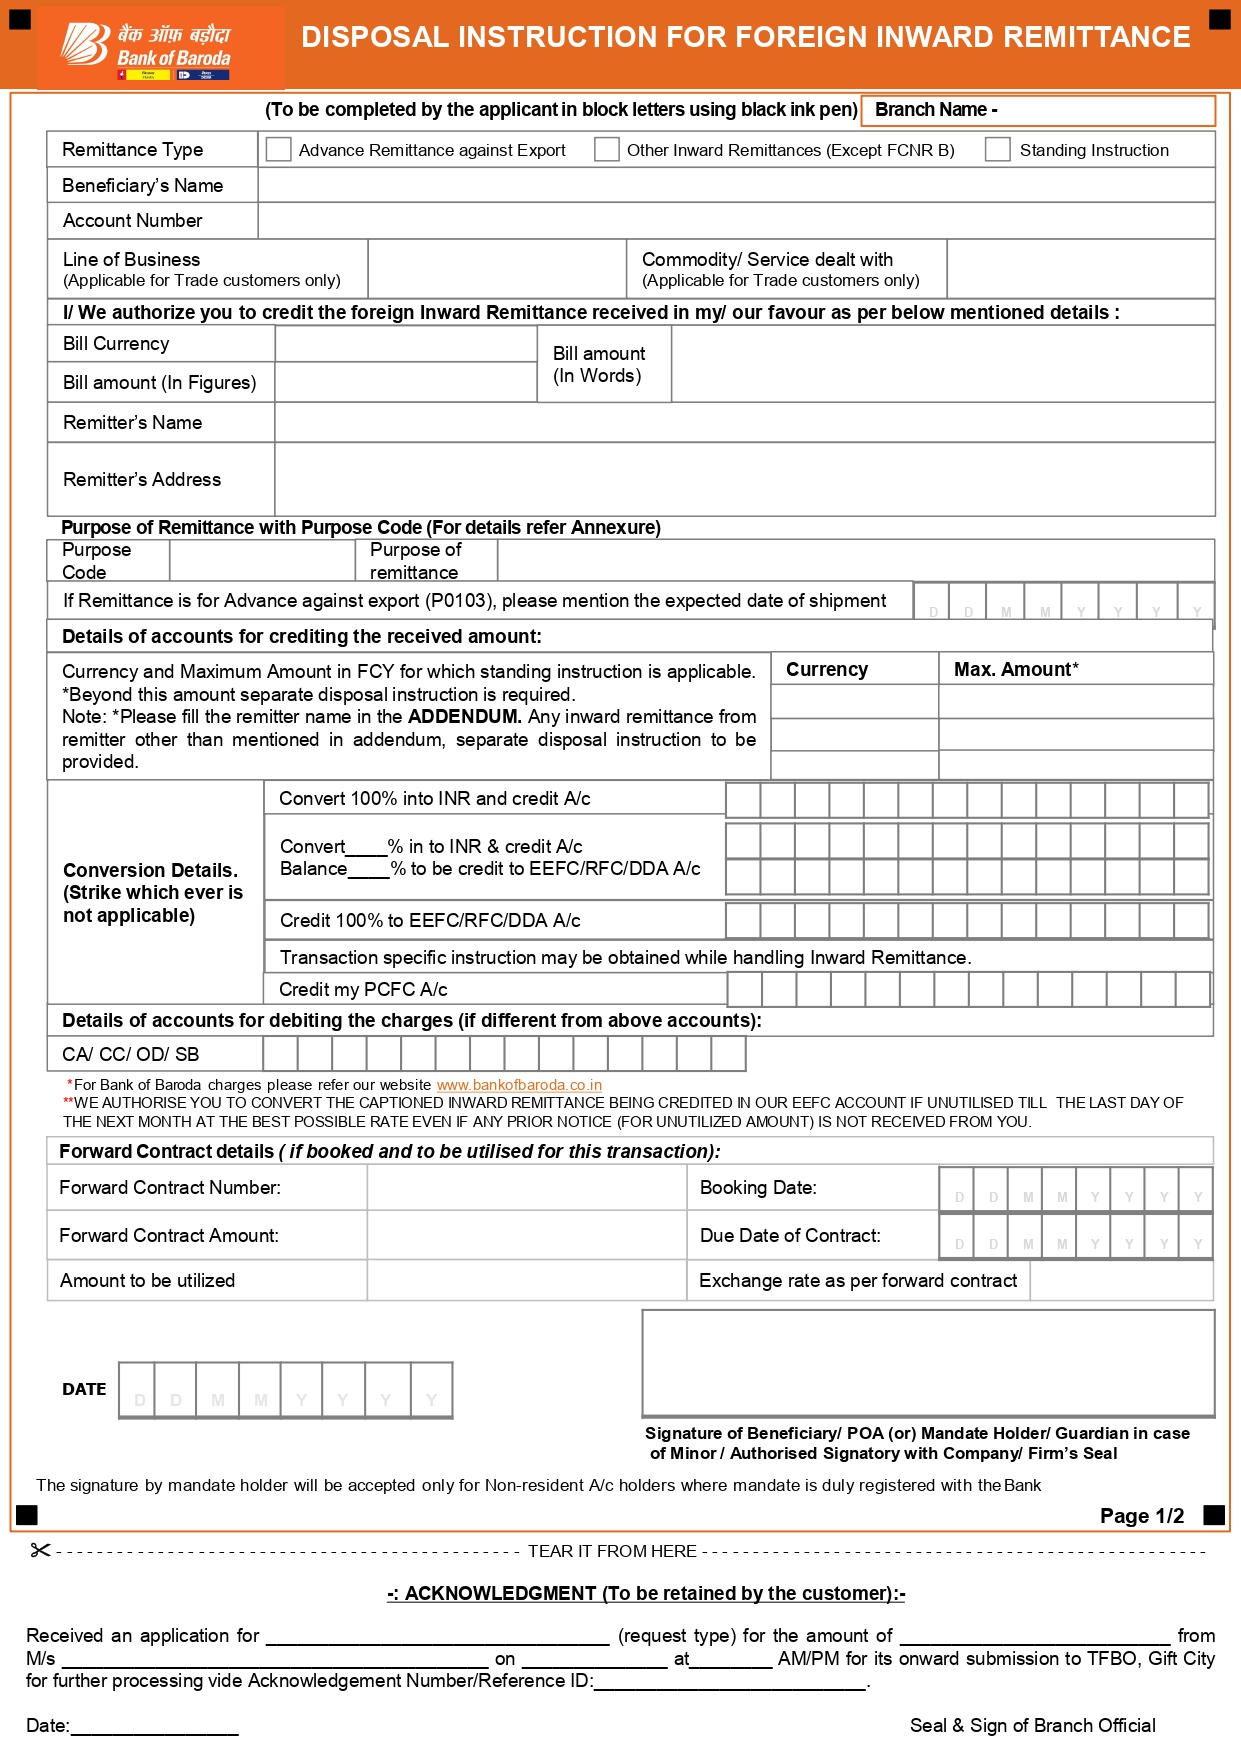 बैंक ऑफ़ बड़ौदा
Bank of Baroda
DISPOSAL INSTRUCTION FOR FOREIGN INWARD REMITTANCE
(To be completed by the applicant in block letters using black ink pen) Branch Name -
Remittance Type Advance Remittance against Export Other Inward Remittances (Except FCNR B) Standing Instruction
Beneficiary's Name
Account Number
Line of Business Commodity/ Service dealt with
(Applicable for Trade customers only) (Applicable for Trade customers only)
I/ We authorize you to credit the foreign Inward Remittance received in my/ our favour as per below mentioned details :
Bill Currency
Bill amount
(In Words)
Bill amount (In Figures)
Remitter's Name
Remitter's Address
Purpose of Remittance with Purpose Code (For details refer Annexure)
Purpose Purpose of
Code remittance
If Remittance is for Advance against export (P0103), please mention the expected date of shipment D D M M Y Y Y Y
Details of accounts for crediting the received amount:
Currency and Maximum Amount in FCY for which standing instruction is applicable. Currency Max. Amount*
*Beyond this amount separate disposal instruction is required.
Note: *Please fill the remitter name in the ADDENDUM. Any inward remittance from
remitter other than mentioned in addendum, separate disposal instruction to be
provided.
Convert 100% into INR and credit A/c
Convert____% in to INR & credit A/c
Balance____% to be credit to EEFC/RFC/DDA A/c
Conversion Details.
(Strike which ever is
not applicable)
Credit 100% to EEFC/RFC/DDA A/c
Transaction specific instruction may be obtained while handling Inward Remittance.
Credit my PCFC A/c
Details of accounts for debiting the charges (if different from above accounts):
CA/ CC/ OD/ SB
*For Bank of Baroda charges please refer our website www.bankofbaroda.co.in
**WE AUTHORISE YOU TO CONVERT THE CAPTIONED INWARD REMITTANCE BEING CREDITED IN OUR EEFC ACCOUNT IF UNUTILISED TILL THE LAST DAY OF
THE NEXT MONTH AT THE BEST POSSIBLE RATE EVEN IF ANY PRIOR NOTICE (FOR UNUTILIZED AMOUNT) IS NOT RECEIVED FROM YOU.
Forward Contract details ( if booked and to be utilised for this transaction):
Forward Contract Number: Booking Date: D D M M Y Y Y Y
Forward Contract Amount: Due Date of Contract: D D M M Y Y Y Y
Amount to be utilized Exchange rate as per forward contract
DATE D D M M Y Y Y Y
Signature of Beneficiary/ POA (or) Mandate Holder/ Guardian in case
of Minor / Authorised Signatory with Company/ Firm's Seal
The signature by mandate holder will be accepted only for Non-resident A/c holders where mandate is duly registered with the Bank
Page 1/2
- - - - - - - - - - TEAR IT FROM HERE - - - - - - - - - -
-: ACKNOWLEDGMENT (To be retained by the customer):-
Received an application for _________________________________ (request type) for the amount of __________________________ from
M/s _________________________________________ on ______________ at________ AM/PM for its onward submission to TFBO, Gift City
for further processing vide Acknowledgement Number/Reference ID:__________________________.
Date:________________ Seal & Sign of Branch Official